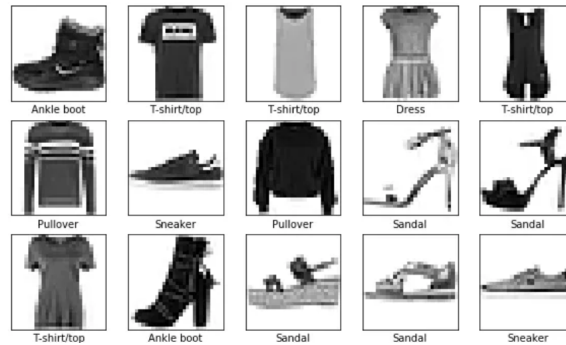 Ankle boot
T-shirt/top
T-shirt/top
Dress
T-shirt/top
Pullover
Sneaker
Pullover
Sandal
Sandal
T-shirt/top
Ankle boot
Sandal
Sandal
Sneaker